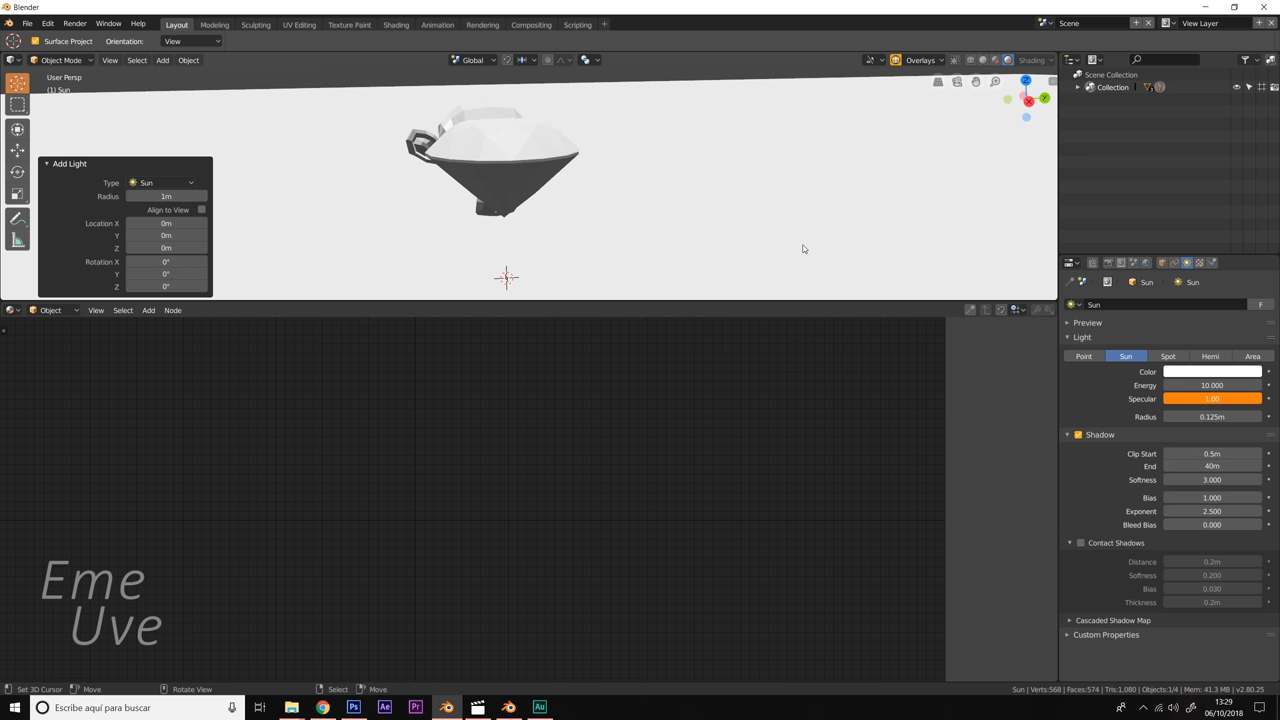 Blender
File Edit Render Window Help
Layout Modeling Sculpting UV Editing Texture Paint Shading Animation Rendering Compositing Scripting +
Scene
View Layer
Surface Project Orientation: View
Object Mode View Select Add Object
Global
Overlays
Shading
User Persp
(1) Sun
Z
Y
X
Add Light
Type Sun
Radius 1m
Align to View
Location X 0m
Y 0m
Z 0m
Rotation X 0°
Y 0°
Z 0°
Scene Collection
Collection
Object View Select Add Node
Sun Sun
Sun F
Preview
Light
Point Sun Spot Hemi Area
Color
Energy 10.000
Specular 1.00
Radius 0.125m
Shadow
Clip Start 0.5m
End 40m
Softness 3.000
Bias 1.000
Exponent 2.500
Bleed Bias 0.000
Contact Shadows
Distance 0.2m
Softness 0.200
Bias 0.030
Thickness 0.2m
Cascaded Shadow Map
Custom Properties
Eme
Uve
Set 3D Cursor Move Rotate View Select Move
Sun | Verts:568 | Faces:574 | Tris:1,080 | Objects:1/4 | Mem: 41.3 MB | v2.80.25
Escribe aquí para buscar
Ps Ae Pr Au
13:29
06/10/2018